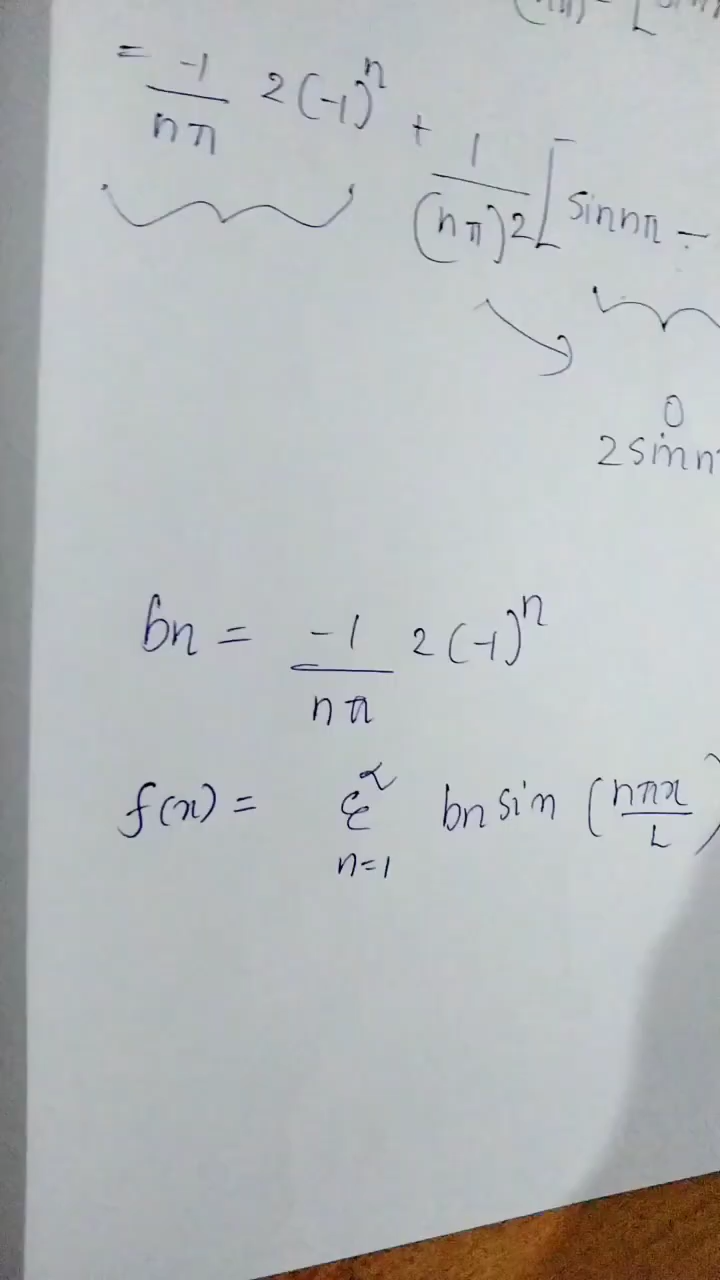 = -1/nπ 2(-1)^n + 1/(nπ)2 [sin nπ -
0
2 sin n
bn = -1/nπ 2(-1)^n
f(x) = Σ^∝ n=1 bn sin (nπx/L)